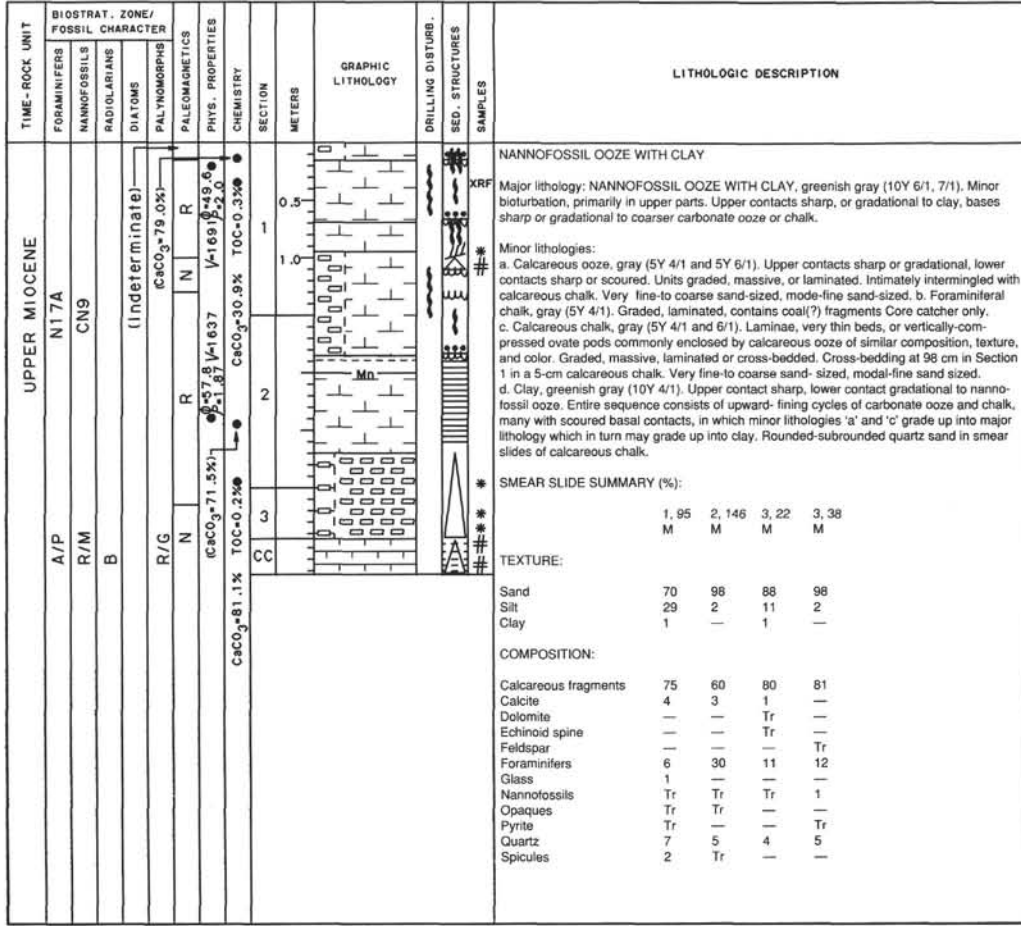 TIME-ROCK UNIT
BIOSTRAT. ZONE/
FOSSIL CHARACTER
FORAMINIFERS
NANNOFOSSILS
RADIOLARIANS
DIATOMS
PALYNOMORPHS
PALEOMAGNETICS
PHYS. PROPERTIES
CHEMISTRY
SECTION
METERS
GRAPHIC
LITHOLOGY
DRILLING DISTURB.
SED. STRUCTURES
SAMPLES
LITHOLOGIC DESCRIPTION
UPPER MIOCENE
N17A
CN9
(Indeterminate)
(CaCO3=79.0%)
R
N
R
N
V=1691
Φ=49.6
P=2.0
V=1637
Φ=57.8
P=1.87
(CaCO3=71.5%)
TOC=0.3%
CaCO3=30.9%
TOC=0.2%
CaCO3=81.1%
A/P
R/M
B
R/G
1
2
3
CC
0.5
1.0
Mn
XRF
*
#
*
*
*
#
#
NANNOFOSSIL OOZE WITH CLAY
Major lithology: NANNOFOSSIL OOZE WITH CLAY, greenish gray (10Y 6/1, 7/1). Minor
bioturbation, primarily in upper parts. Upper contacts sharp, or gradational to clay, bases
sharp or gradational to coarser carbonate ooze or chalk.
Minor lithologies:
a. Calcareous ooze, gray (5Y 4/1 and 5Y 6/1). Upper contacts sharp or gradational, lower
contacts sharp or scoured. Units graded, massive, or laminated. Intimately intermingled with
calcareous chalk. Very fine-to coarse sand-sized, mode-fine sand-sized. b. Foraminiferal
chalk, gray (5Y 4/1). Graded, laminated, contains coal(?) fragments Core catcher only.
c. Calcareous chalk, gray (5Y 4/1 and 6/1). Laminae, very thin beds, or vertically-com-
pressed ovate pods commonly enclosed by calcareous ooze of similar composition, texture,
and color. Graded, massive, laminated or cross-bedded. Cross-bedding at 98 cm in Section
1 in a 5-cm calcareous chalk. Very fine-to coarse sand- sized, modal-fine sand sized.
d. Clay, greenish gray (10Y 4/1). Upper contact sharp, lower contact gradational to nanno-
fossil ooze. Entire sequence consists of upward- fining cycles of carbonate ooze and chalk,
many with scoured basal contacts, in which minor lithologies 'a' and 'c' grade up into major
lithology which in turn may grade up into clay. Rounded-subrounded quartz sand in smear
slides of calcareous chalk.
SMEAR SLIDE SUMMARY (%):
1, 95 2, 146 3, 22 3, 38
M M M M
TEXTURE:
Sand 70 98 88 98
Silt 29 2 11 2
Clay 1 — 1 —
COMPOSITION:
Calcareous fragments 75 60 80 81
Calcite 4 3 1 —
Dolomite — — Tr —
Echinoid spine — — Tr —
Feldspar — — — Tr
Foraminifers 6 30 11 12
Glass 1 — — —
Nannofossils Tr Tr Tr 1
Opaques Tr Tr — —
Pyrite Tr — — Tr
Quartz 7 5 4 5
Spicules 2 Tr — —